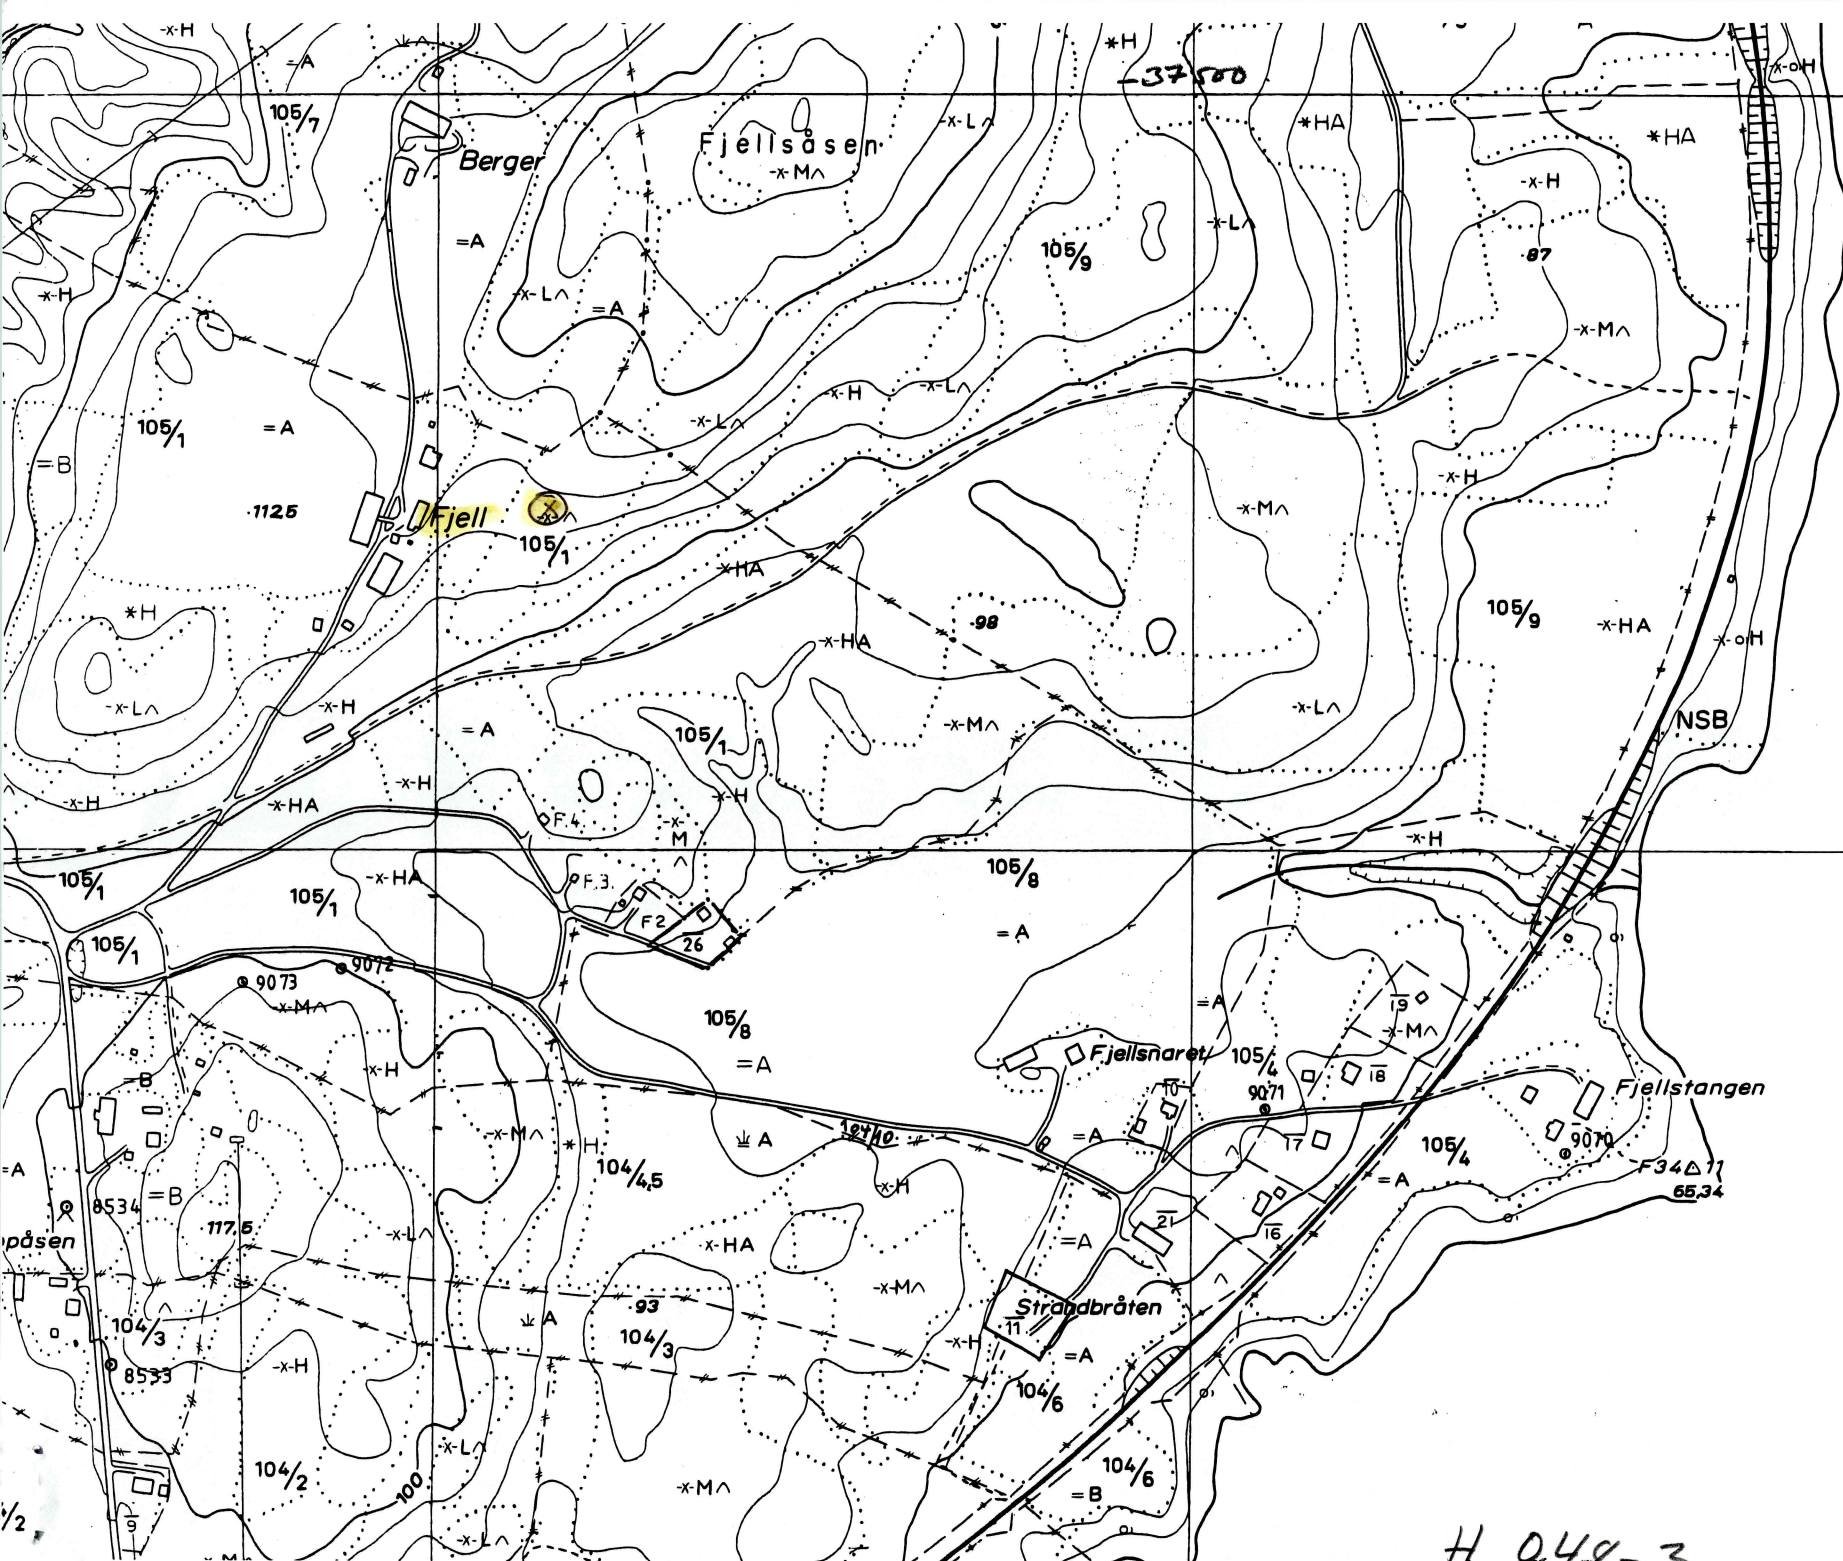 -x-H
=A
*H
-37500
-x-o-H
105/7
Fjellsåsen
-x-L^
*HA
*HA
Berger
-x-M^
-x-H
=A
105/9
-x-L^
87
-x-H
-x-L^
=A
-x-M^
105/1
=A
-x-H
-x-L^
-x-L^
=B
-x-H
.1125
Fjell
-x-M^
105/1
-x-HA
105/9
-x-HA
*H
.98
-x-HA
-x-o-H
-x-L^
-x-H
-x-L^
NSB
=A
105/1
-x-M^
-x-H
-x-H
-x-HA
-x-H
F.4
-x-M^
-x-H
105/1
-x-HA
F.3.
105/8
105/1
F2
26
=A
105/1
9072
9073
-x-M^
105/8
=A
19
-x-M^
=A
Fjellsnaret
105/4
-x-H
=B
10
9071
18
Fjellstangen
-x-M^
*H
A
104/10
=A
17
105/4
9070
=A
104/4,5
-x-H
=A
F34△11
65,34
8534
=B
117,5
-x-L^
påsen
-x-HA
21
16
=A
-x-M^
93
A
Strandbråten
11
104/3
104/3
-x-H
=A
8533
-x-H
104/6
-x-L^
104/2
100
-x-M^
104/6
=B
/2
9
-x-L^
-x-M^
H 048-3